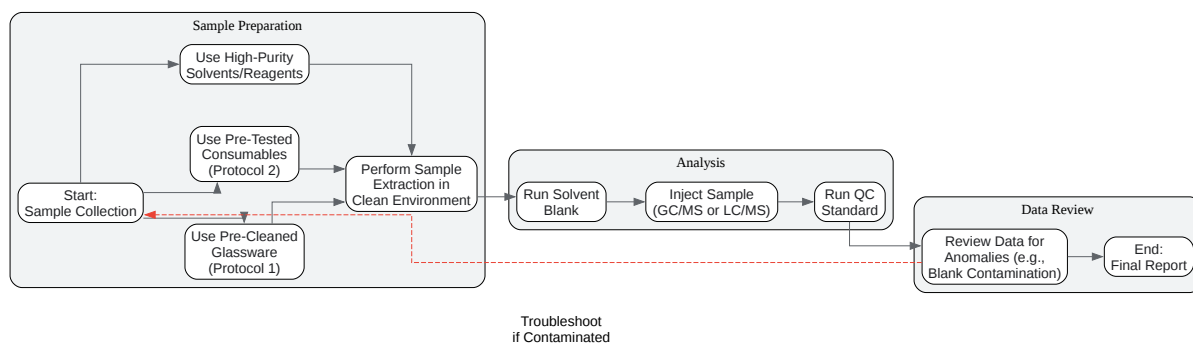 Sample Preparation
Use High-Purity
Solvents/Reagents
Use Pre-Tested
Consumables
(Protocol 2)
Perform Sample
Extraction in
Clean Environment
Start:
Sample Collection
Use Pre-Cleaned
Glassware
(Protocol 1)
Analysis
Run Solvent
Blank
Inject Sample
(GC/MS or LC/MS)
Run QC
Standard
Data Review
Review Data for
Anomalies (e.g.,
Blank Contamination)
End:
Final Report
Troubleshoot
if Contaminated